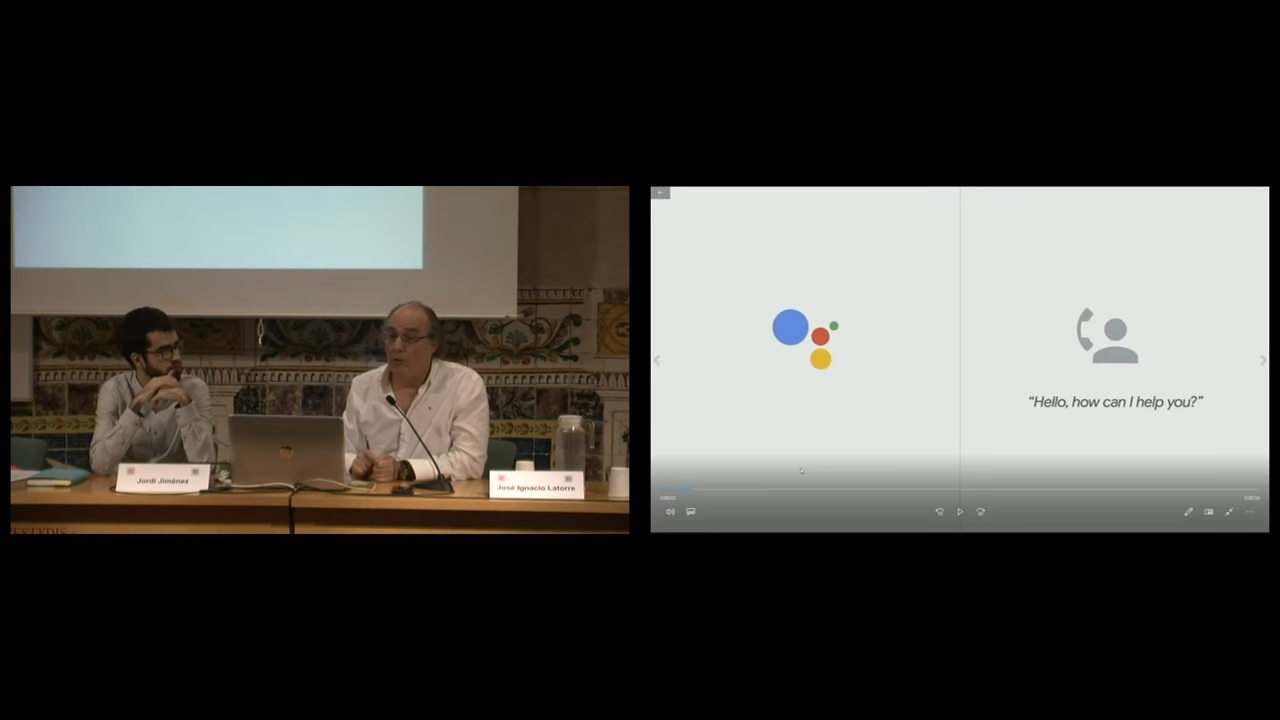 Jordi Jiménez
José Ignacio Latorre
“Hello, how can I help you?”